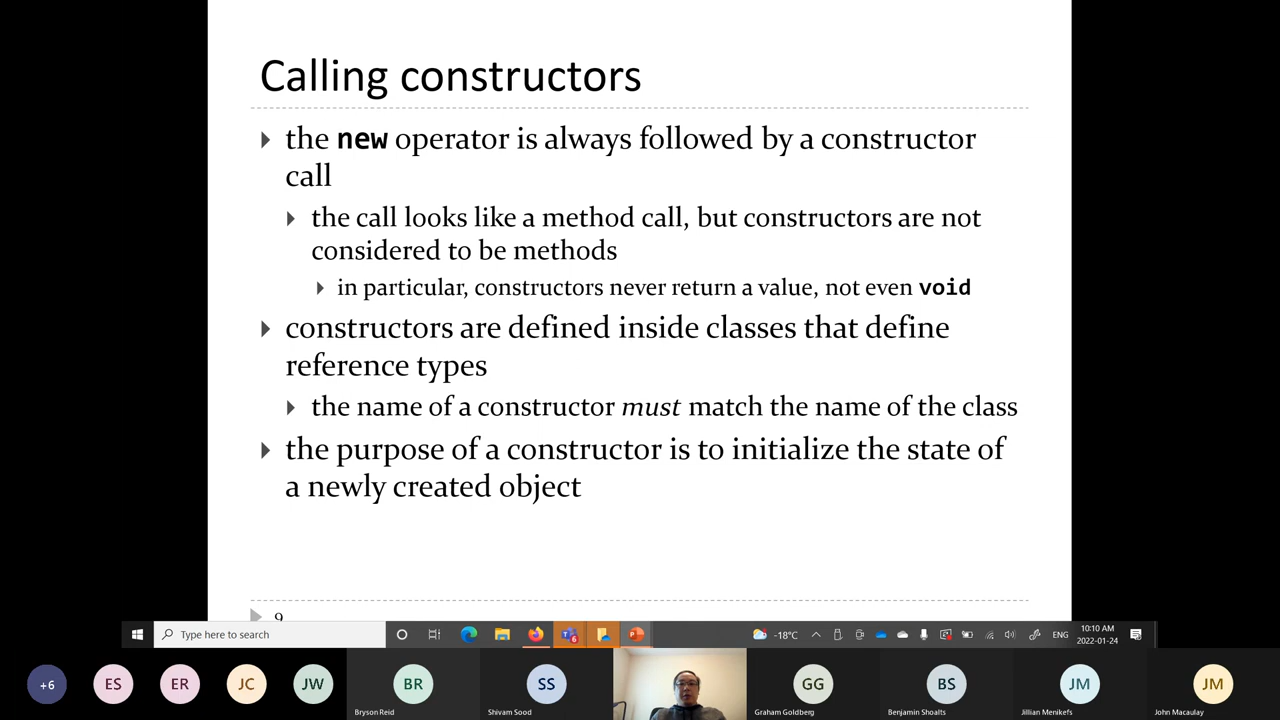 Calling constructors
the new operator is always followed by a constructor
call
the call looks like a method call, but constructors are not
considered to be methods
in particular, constructors never return a value, not even void
constructors are defined inside classes that define
reference types
the name of a constructor must match the name of the class
the purpose of a constructor is to initialize the state of
a newly created object
9
Type here to search
6
-18°C
ENG
10:10 AM
2022-01-24
+6
ES
ER
JC
JW
BR
SS
GG
BS
JM
JM
Bryson Reid
Shivam Sood
Graham Goldberg
Benjamin Shoalts
Jillian Menikefs
John Macaulay